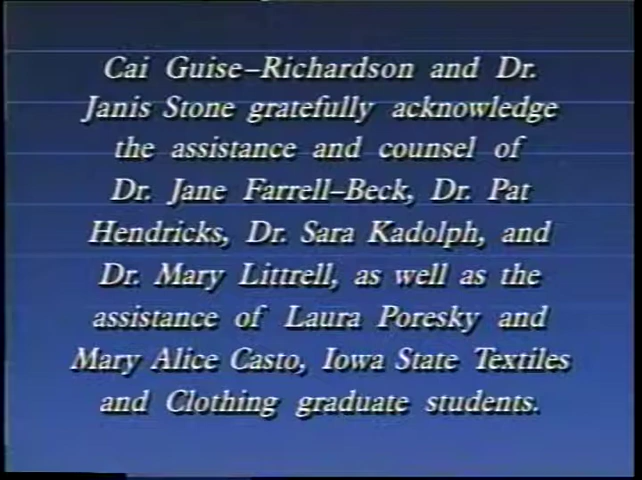 Cai Guise-Richardson and Dr.
Janis Stone gratefully acknowledge
the assistance and counsel of
Dr. Jane Farrell-Beck, Dr. Pat
Hendricks, Dr. Sara Kadolph, and
Dr. Mary Littrell, as well as the
assistance of Laura Poresky and
Mary Alice Casto, Iowa State Textiles
and Clothing graduate students.